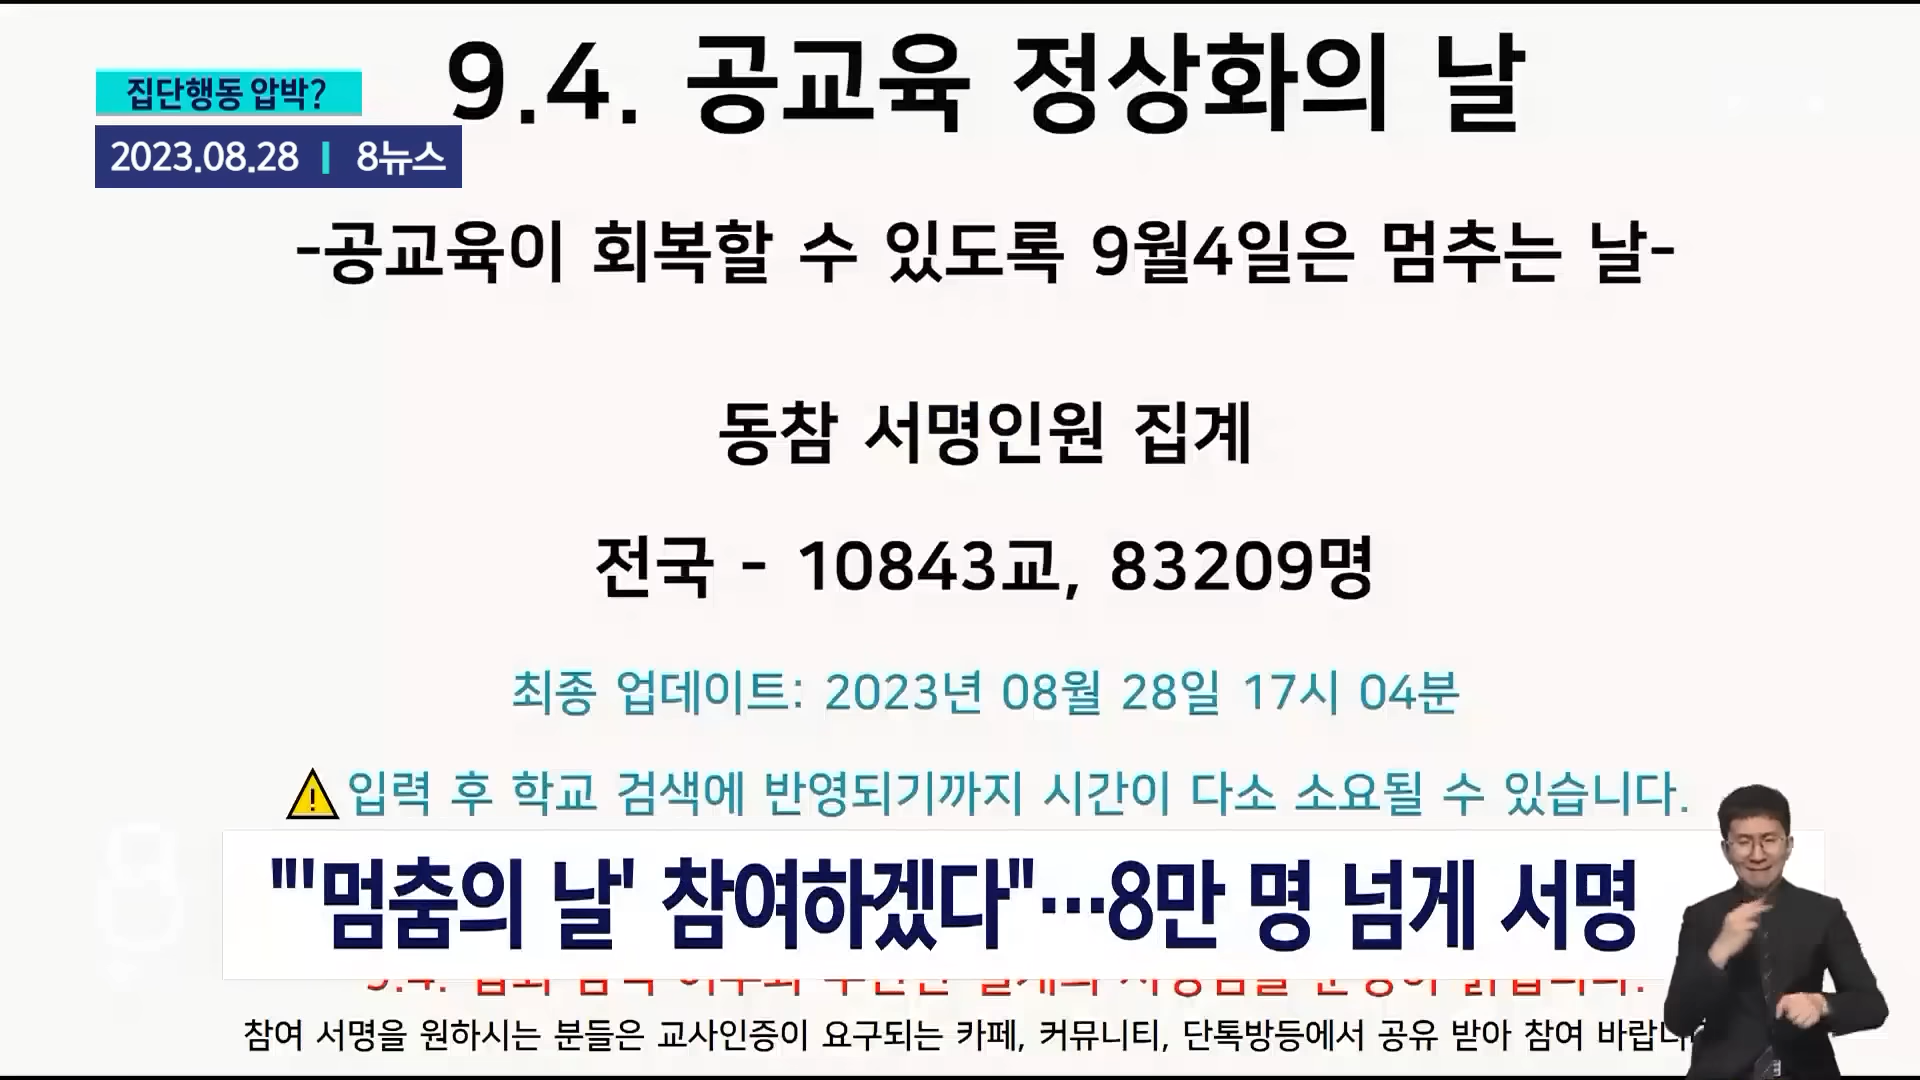 집단행동 압박?
2023.08.28 | 8뉴스
9.4. 공교육 정상화의 날
-공교육이 회복할 수 있도록 9월4일은 멈추는 날-
동참 서명인원 집계
전국 - 10843교, 83209명
최종 업데이트: 2023년 08월 28일 17시 04분
입력 후 학교 검색에 반영되기까지 시간이 다소 소요될 수 있습니다.
"'멈춤의 날' 참여하겠다"…8만 명 넘게 서명
9.4.
참여 서명을 원하시는 분들은 교사인증이 요구되는 카페, 커뮤니티, 단톡방등에서 공유 받아 참여